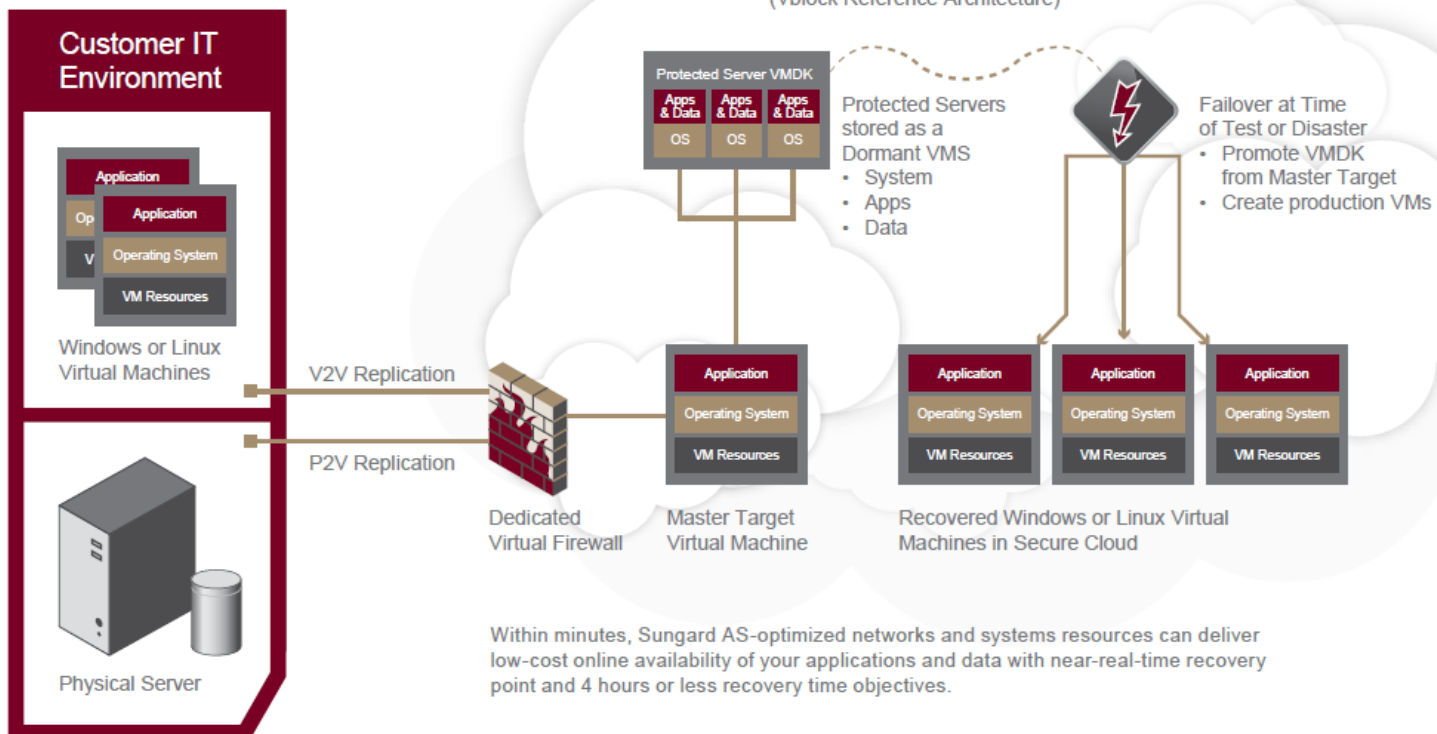 (Vblock Reference Architecture)
Customer IT
Environment
Application
Application
Operating System
VM Resources
Windows or Linux
Virtual Machines
V2V Replication
P2V Replication
Physical Server
Dedicated
Virtual Firewall
Protected Server VMDK
Apps
& Data
Apps
& Data
Apps
& Data
OS
OS
OS
Protected Servers
stored as a
Dormant VMS
• System
• Apps
• Data
Failover at Time
of Test or Disaster
• Promote VMDK
from Master Target
• Create production VMs
Application
Operating System
VM Resources
Master Target
Virtual Machine
Application
Operating System
VM Resources
Application
Operating System
VM Resources
Application
Operating System
VM Resources
Recovered Windows or Linux Virtual
Machines in Secure Cloud
Within minutes, Sungard AS-optimized networks and systems resources can deliver
low-cost online availability of your applications and data with near-real-time recovery
point and 4 hours or less recovery time objectives.